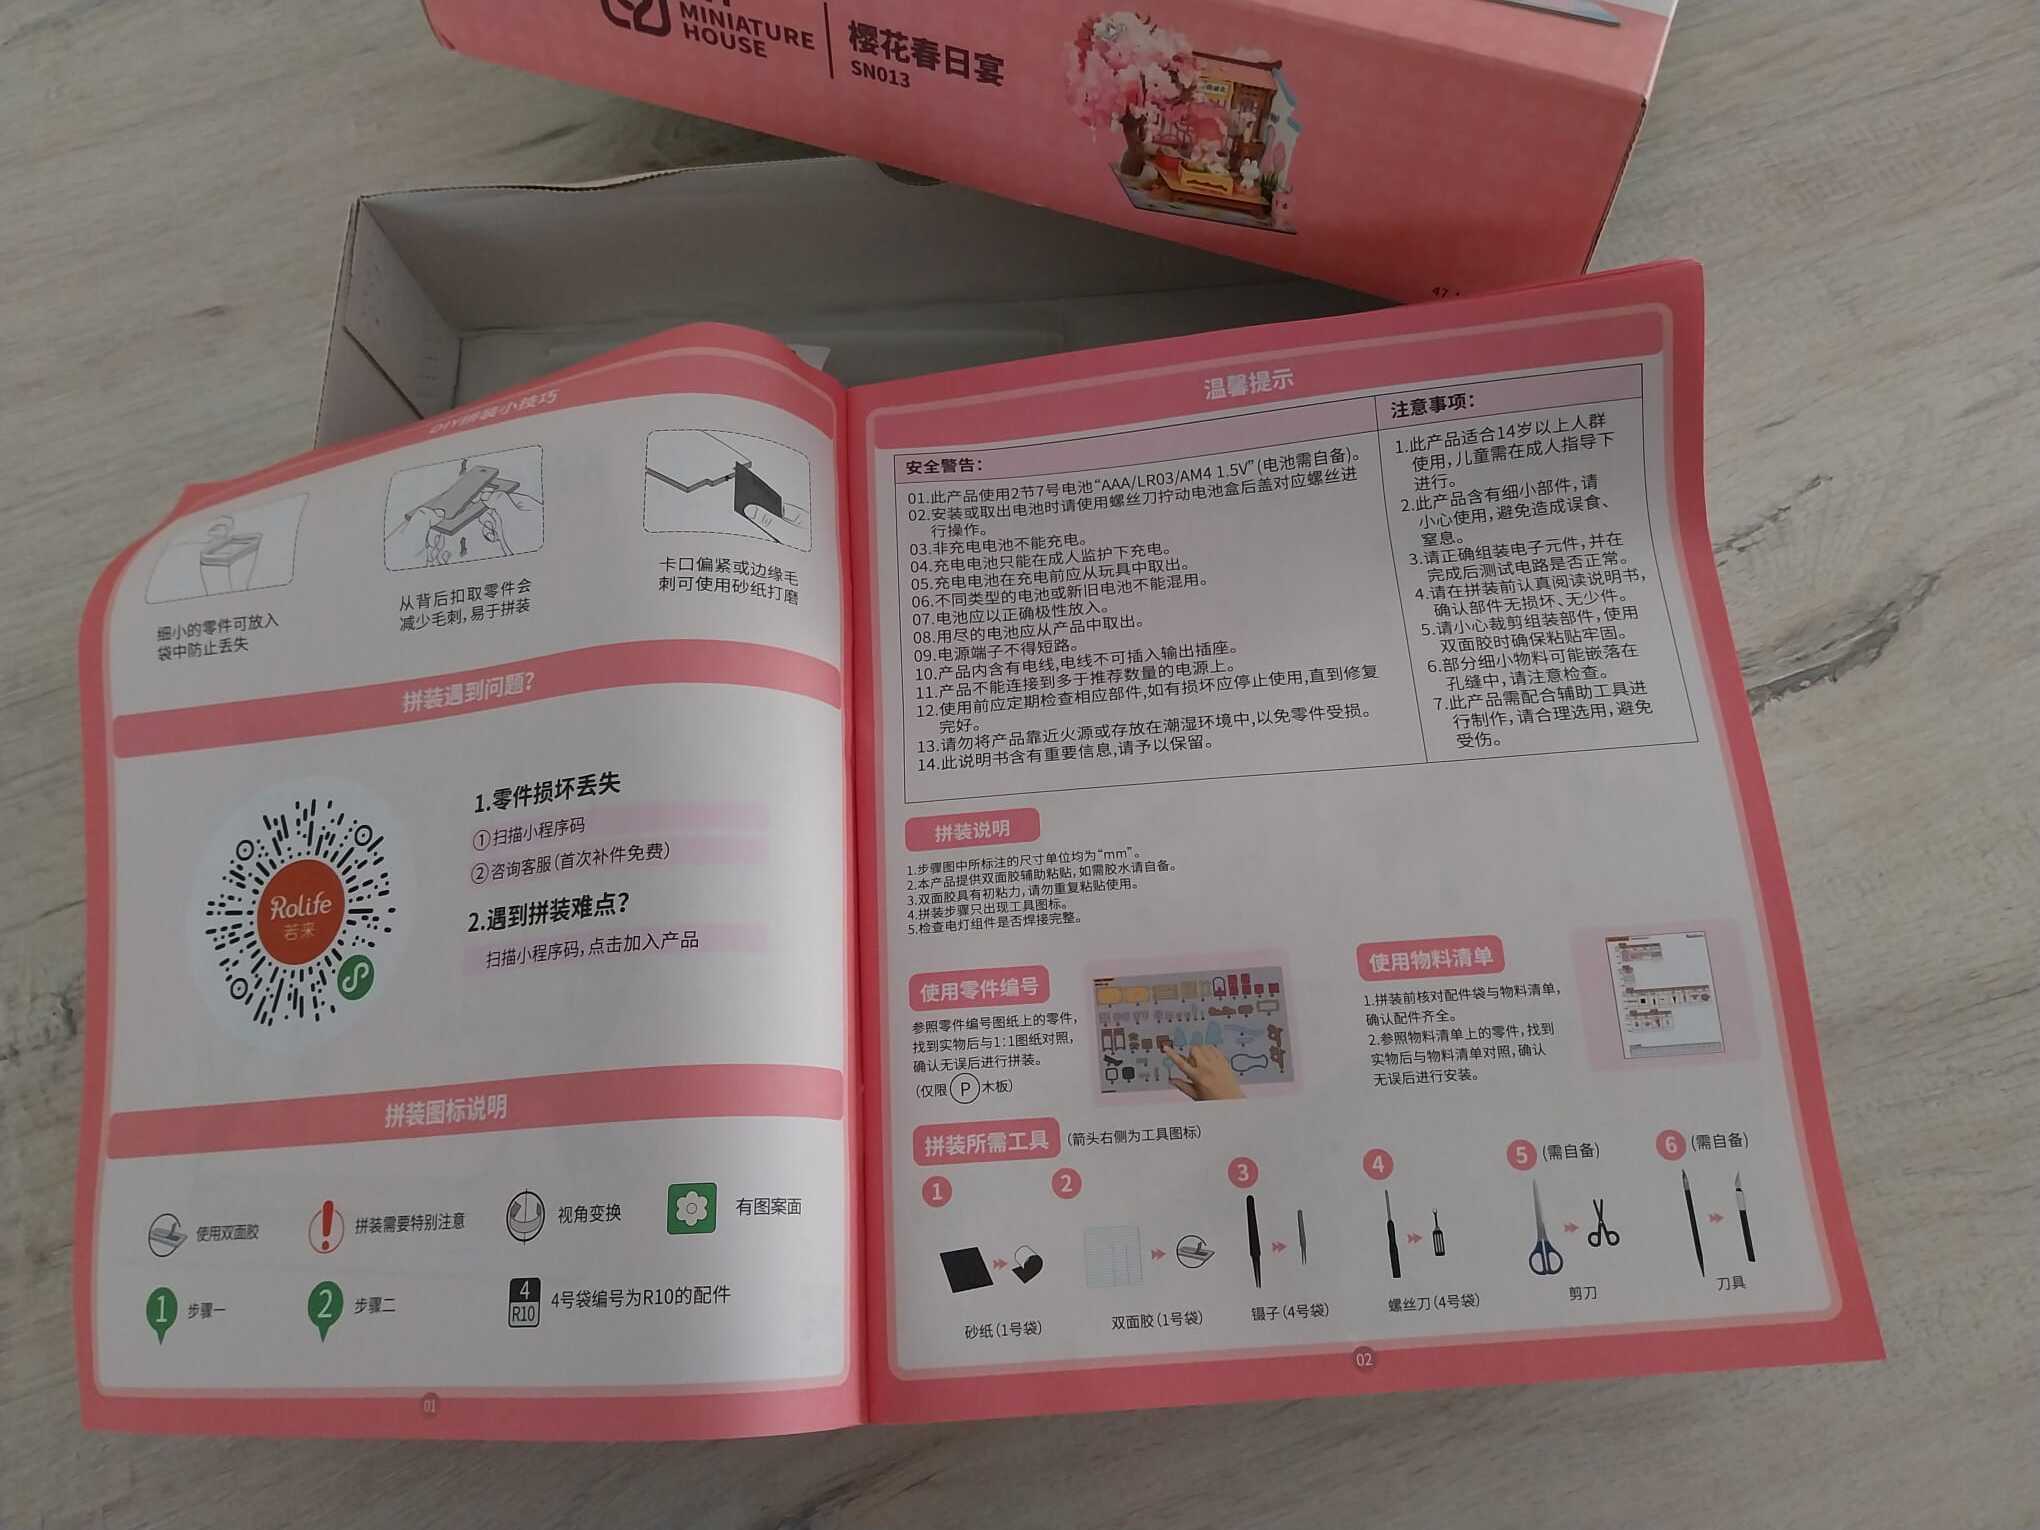 MINIATURE
HOUSE
樱花春日宴
SN013
DIY拼装小技巧
细小的零件可放入
袋中防止丢失
从背后扣取零件会
减少毛刺,易于拼装
卡口偏紧或边缘毛
刺可使用砂纸打磨
拼装遇到问题?
Rolife
若来
1.零件损坏丢失
①扫描小程序码
②咨询客服(首次补件免费)
2.遇到拼装难点?
扫描小程序码,点击加入产品
拼装图标说明
使用双面胶
拼装需要特别注意
视角变换
有图案面
1
步骤一
2
步骤二
4
R10
4号袋编号为R10的配件
01
温馨提示
安全警告:
01.此产品使用2节7号电池“AAA/LR03/AM4 1.5V”(电池需自备)。
02.安装或取出电池时请使用螺丝刀拧动电池盒后盖对应螺丝进
行操作。
03.非充电电池不能充电。
04.充电电池只能在成人监护下充电。
05.充电电池在充电前应从玩具中取出。
06.不同类型的电池或新旧电池不能混用。
07.电池应以正确极性放入。
08.用尽的电池应从产品中取出。
09.电源端子不得短路。
10.产品内含有电线,电线不可插入输出插座。
11.产品不能连接到多于推荐数量的电源上。
12.使用前应定期检查相应部件,如有损坏应停止使用,直到修复
完好。
13.请勿将产品靠近火源或存放在潮湿环境中,以免零件受损。
14.此说明书含有重要信息,请予以保留。
注意事项:
1.此产品适合14岁以上人群
使用,儿童需在成人指导下
进行。
2.此产品含有细小部件,请
小心使用,避免造成误食、
窒息。
3.请正确组装电子元件,并在
完成后测试电路是否正常。
4.请在拼装前认真阅读说明书,
确认部件无损坏、无少件。
5.请小心裁剪组装部件,使用
双面胶时确保粘贴牢固。
6.部分细小物料可能嵌落在
孔缝中,请注意检查。
7.此产品需配合辅助工具进
行制作,请合理选用,避免
受伤。
拼装说明
1.步骤图中所标注的尺寸单位均为“mm”。
2.本产品提供双面胶辅助粘贴,如需胶水请自备。
3.双面胶具有初粘力,请勿重复粘贴使用。
4.拼装步骤只出现工具图标。
5.检查电灯组件是否焊接完整。
使用零件编号
参照零件编号图纸上的零件,
找到实物后与1:1图纸对照,
确认无误后进行拼装。
(仅限Ⓟ木板)
使用物料清单
1.拼装前核对配件袋与物料清单,
确认配件齐全。
2.参照物料清单上的零件,找到
实物后与物料清单对照,确认
无误后进行安装。
拼装所需工具
(箭头右侧为工具图标)
1
2
3
4
5 (需自备)
6 (需自备)
砂纸(1号袋)
双面胶(1号袋)
镊子(4号袋)
螺丝刀(4号袋)
剪刀
刀具
02